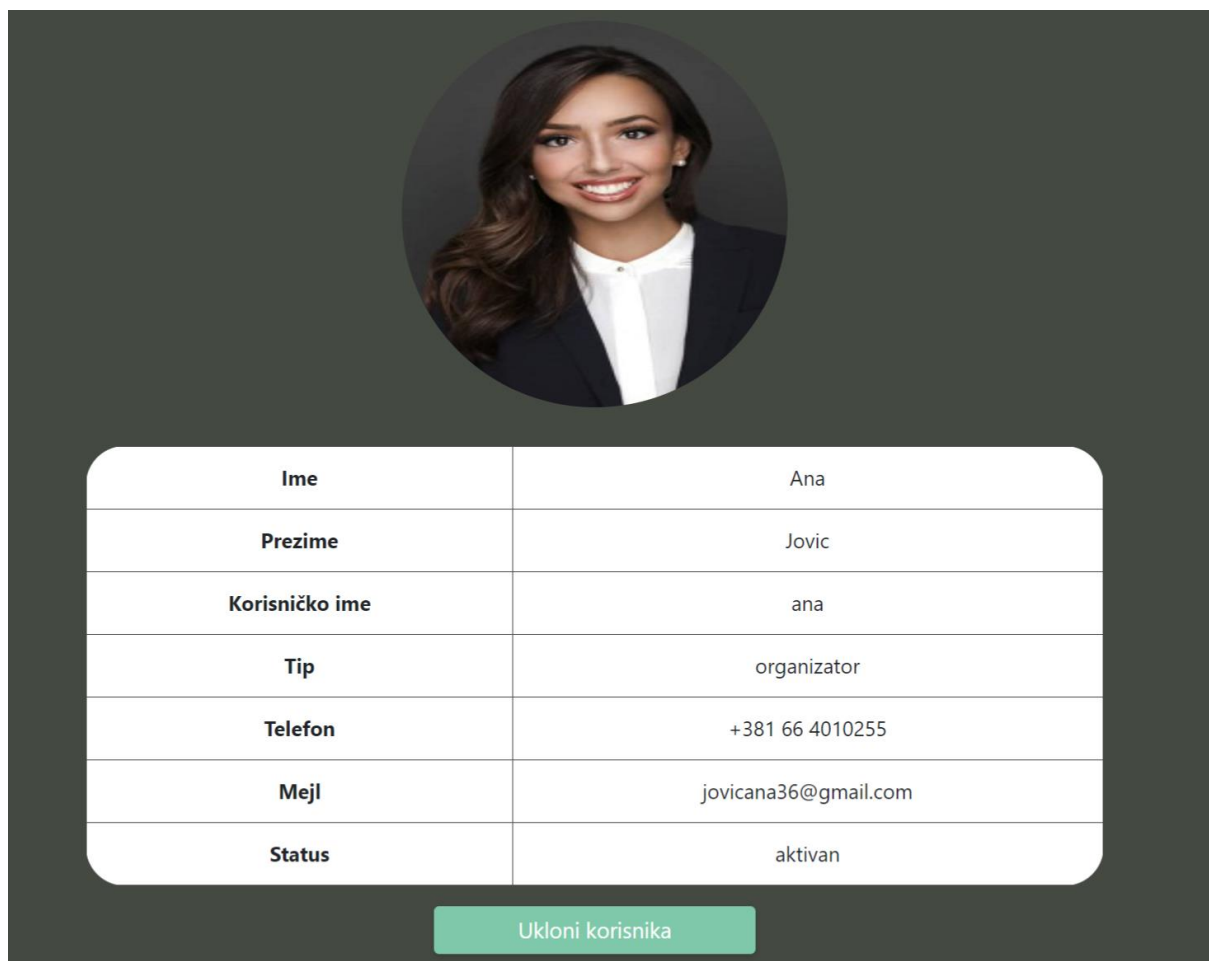 Ime Ana
Prezime Jovic
Korisničko ime ana
Tip organizator
Telefon +381 66 4010255
Mejl jovicana36@gmail.com
Status aktivan
Ukloni korisnika